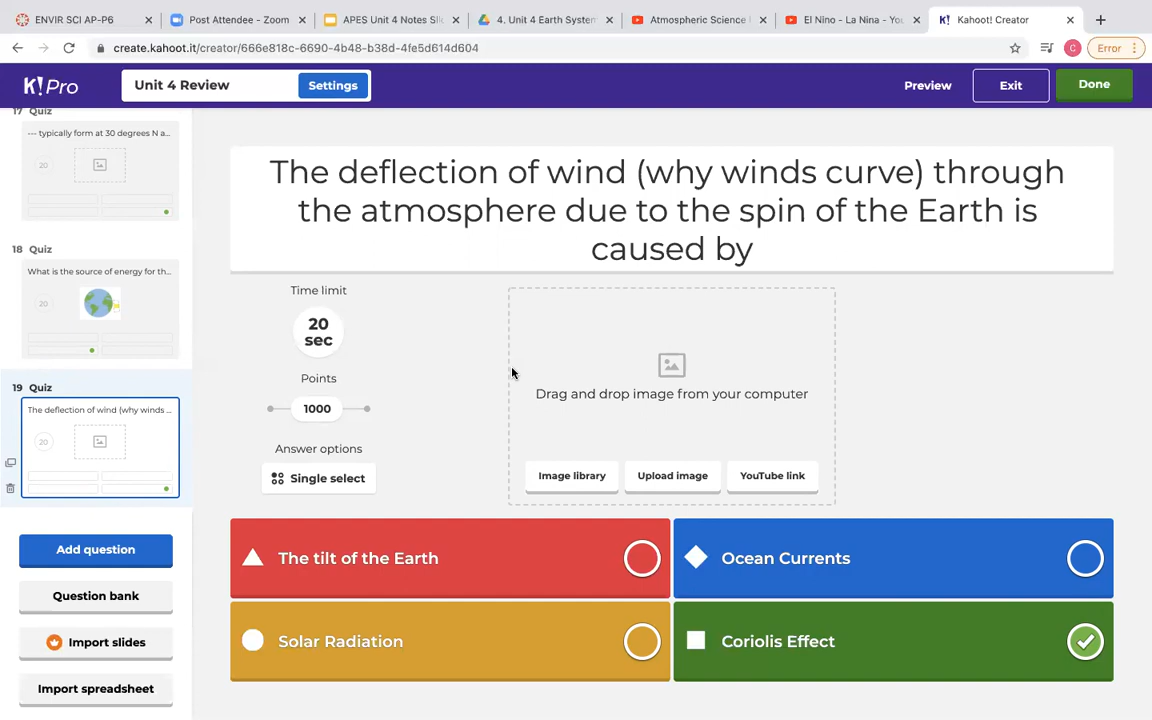 ENVIR SCI AP-P6
Post Attendee - Zoom
APES Unit 4 Notes Sli
4. Unit 4 Earth System
Atmospheric Science
El Nino - La Nina - Yo
Kahoot! Creator
create.kahoot.it/creator/666e818c-6690-4b48-b38d-4fe5d614d604
C
Error
K!Pro
Unit 4 Review
Settings
Preview
Exit
Done
17 Quiz
--- typically form at 30 degrees N a...
20
18 Quiz
What is the source of energy for th...
20
19 Quiz
The deflection of wind (why winds ...
20
Add question
Question bank
Import slides
Import spreadsheet
The deflection of wind (why winds curve) through
the atmosphere due to the spin of the Earth is
caused by
Time limit
20
sec
Points
1000
Answer options
Single select
Drag and drop image from your computer
Image library
Upload image
YouTube link
The tilt of the Earth
Ocean Currents
Solar Radiation
Coriolis Effect